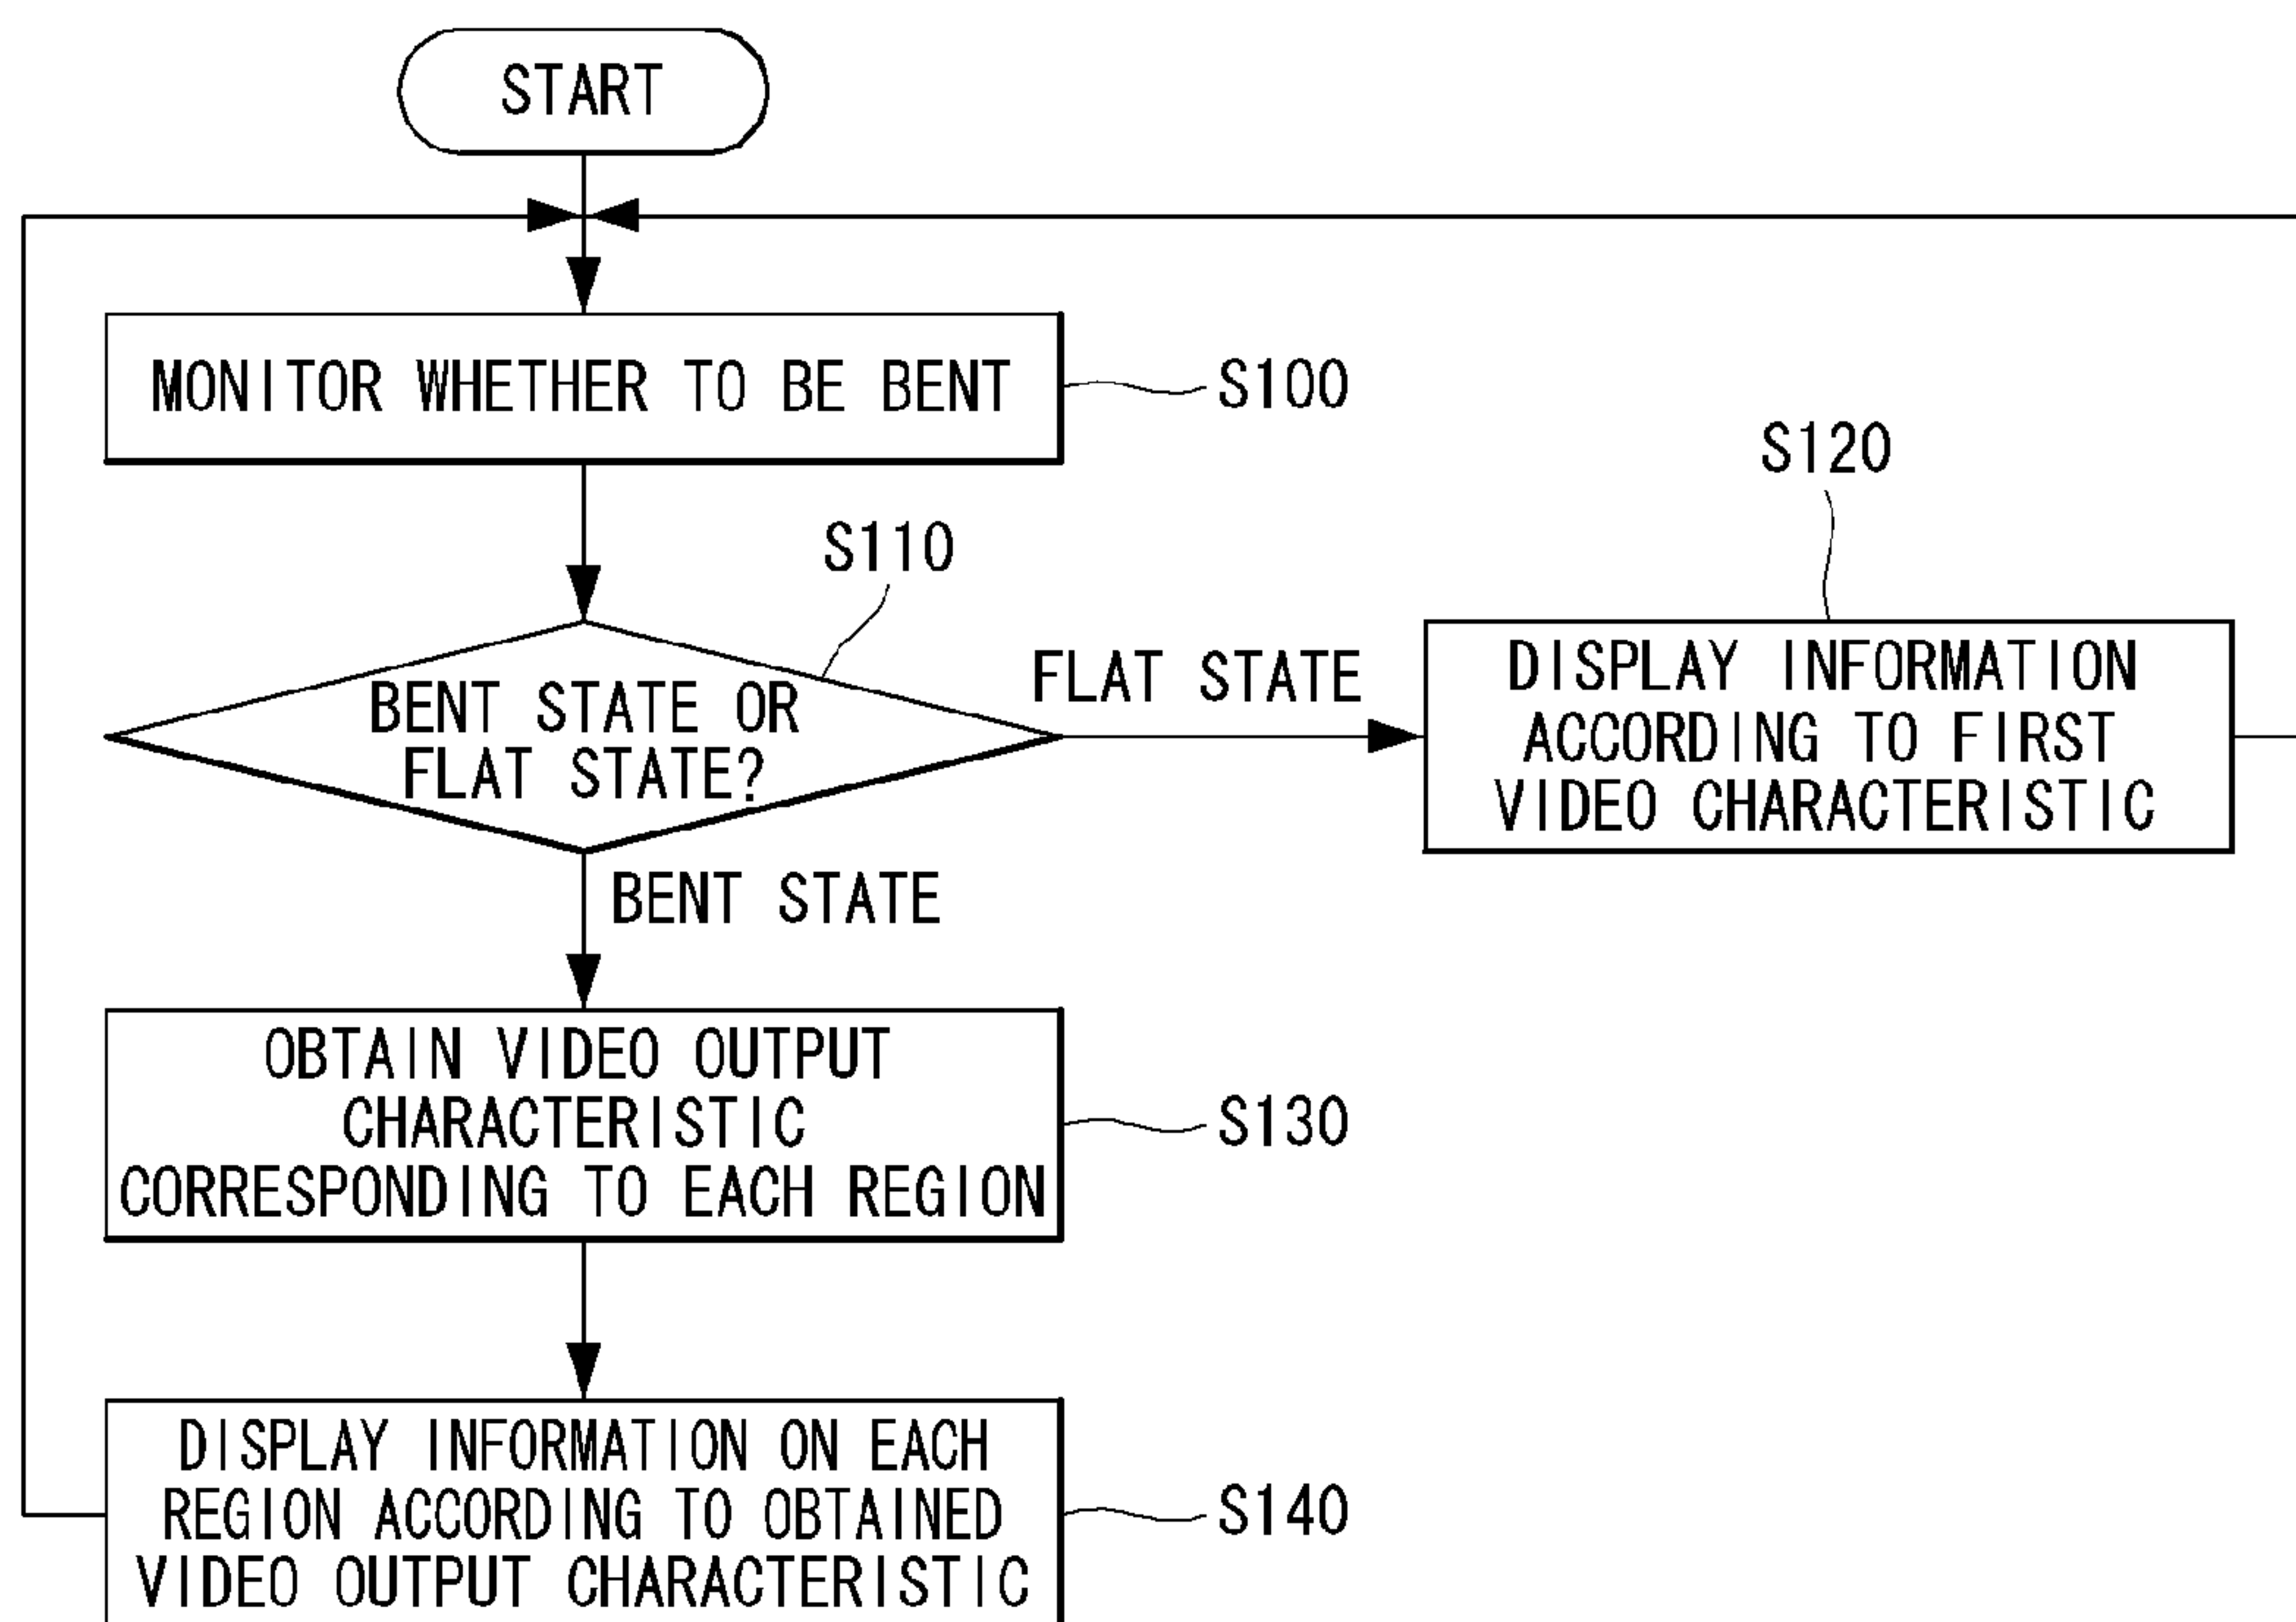 START
MONITOR WHETHER TO BE BENT
S100
S110
BENT STATE OR
FLAT STATE?
FLAT STATE
S120
DISPLAY INFORMATION
ACCORDING TO FIRST
VIDEO CHARACTERISTIC
BENT STATE
OBTAIN VIDEO OUTPUT
CHARACTERISTIC
CORRESPONDING TO EACH REGION
S130
DISPLAY INFORMATION ON EACH
REGION ACCORDING TO OBTAINED
VIDEO OUTPUT CHARACTERISTIC
S140